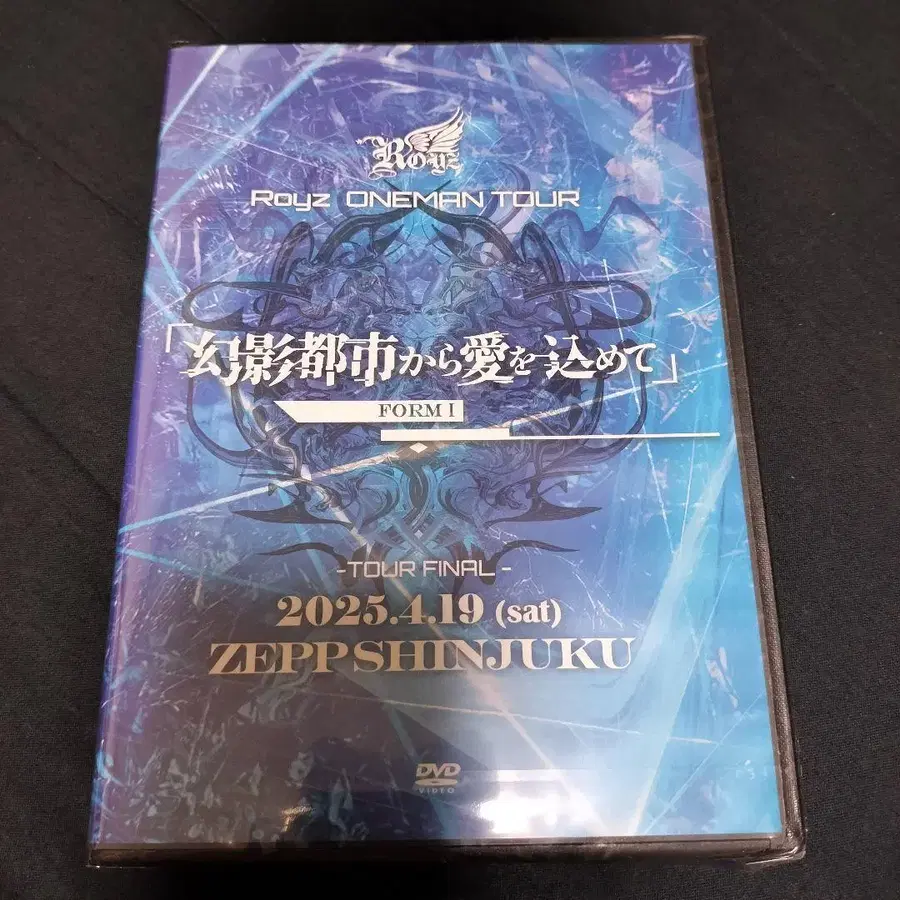 Royz
Royz ONEMAN TOUR
「幻影都市から愛を込めて」
FORM I
-TOUR FINAL-
2025.4.19 (sat)
ZEPP SHINJUKU
DVD
VIDEO